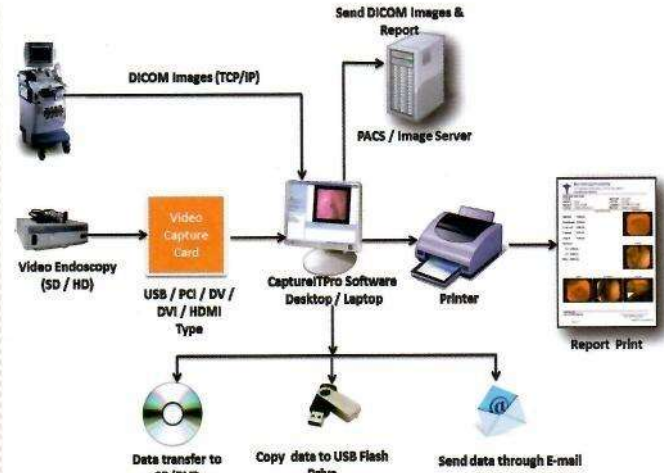 Send DICOM Images &
Report
DICOM Images (TCP/IP)
PACS / Image Server
Video
Capture
Card
Video Endoscopy
(SD / HD)
USB / PCI / DV /
DVI / HDMI
Type
CaptureITPro Software
Desktop / Laptop
Printer
Report Print
Data transfer to
Copy data to USB Flash
Drive
Send data through E-mail